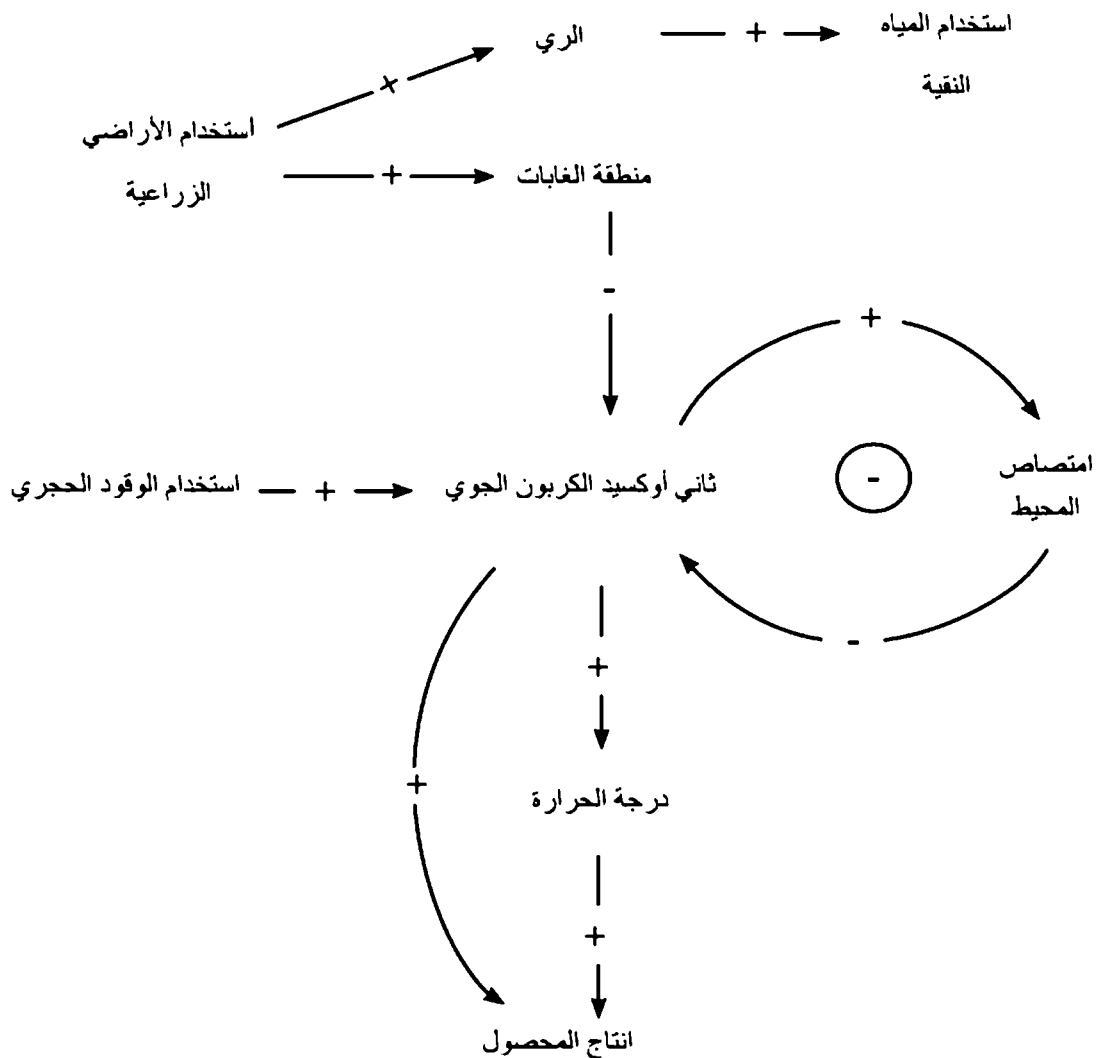 الري + استخدام المياه
النقية
+
أستخدام الأراضي
الزراعية
+ منطقة الغابات
-
+
امتصاص
المحيط
-
استخدام الوقود الحجري + ثاني أوكسيد الكربون الجوي
-
+
+
درجة الحرارة
+
انتاج المحصول